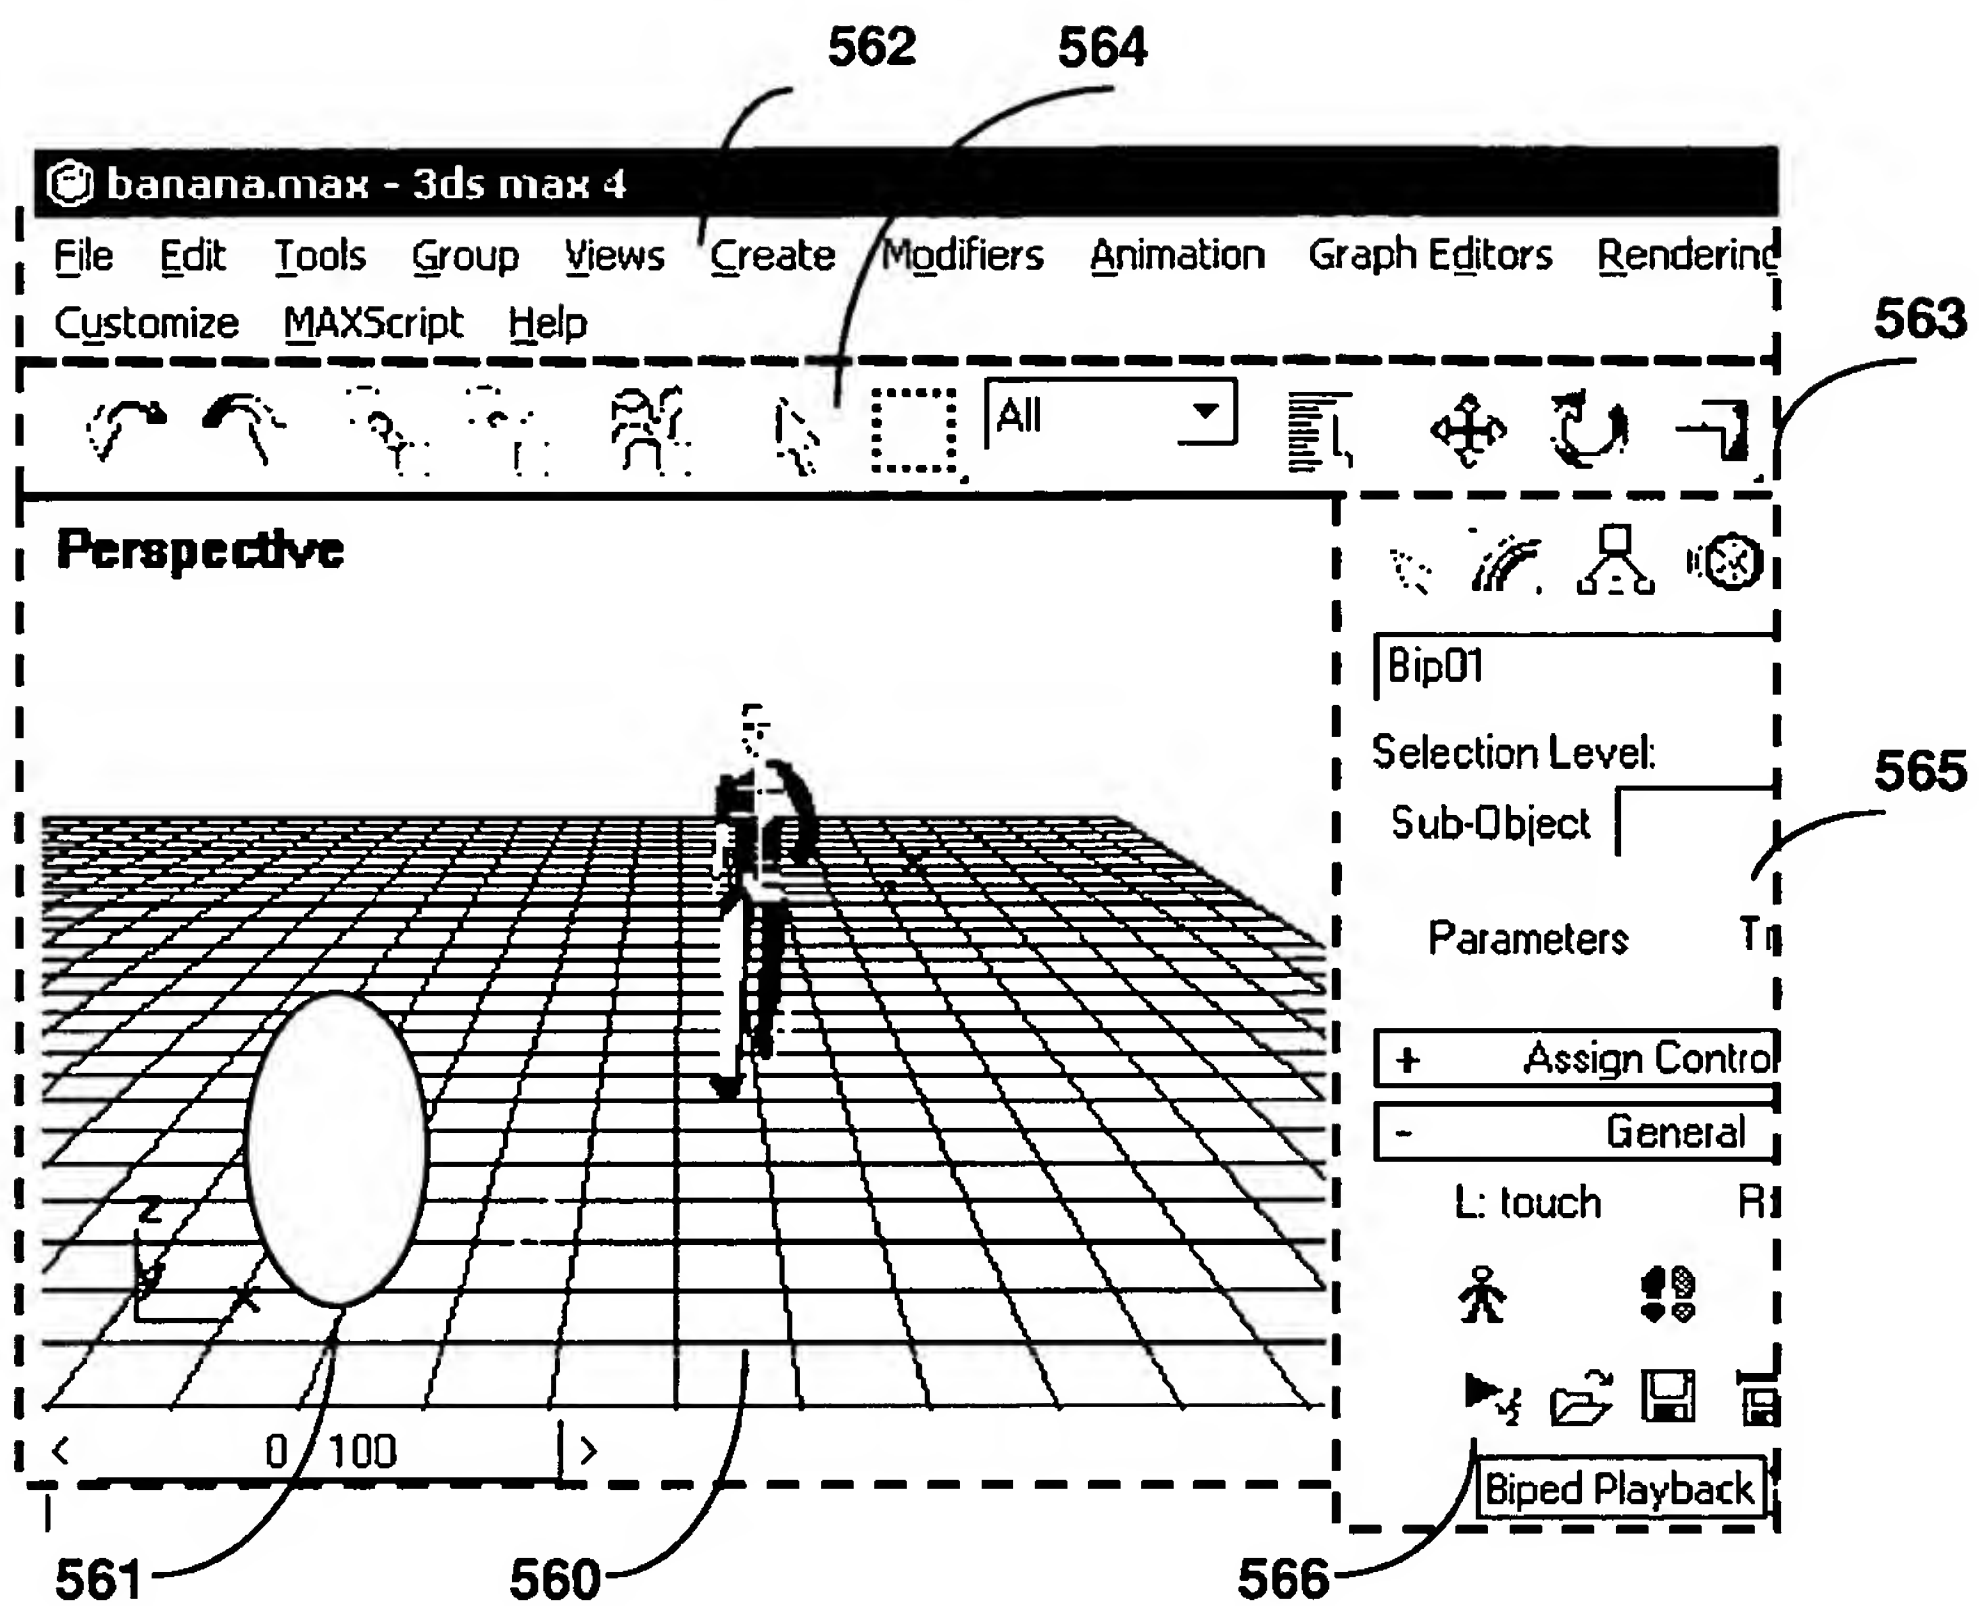 562 564
banana.max - 3ds max 4
File Edit Tools Group Views Create Modifiers Animation Graph Editors Rendering
Customize MAXScript Help
563
All
Perspective
Bip01
Selection Level:
565
Sub-Object
Parameters
+ Assign Control
- General
z
L: touch R:
y
x
< 0 100 >
Biped Playback
561 560 566